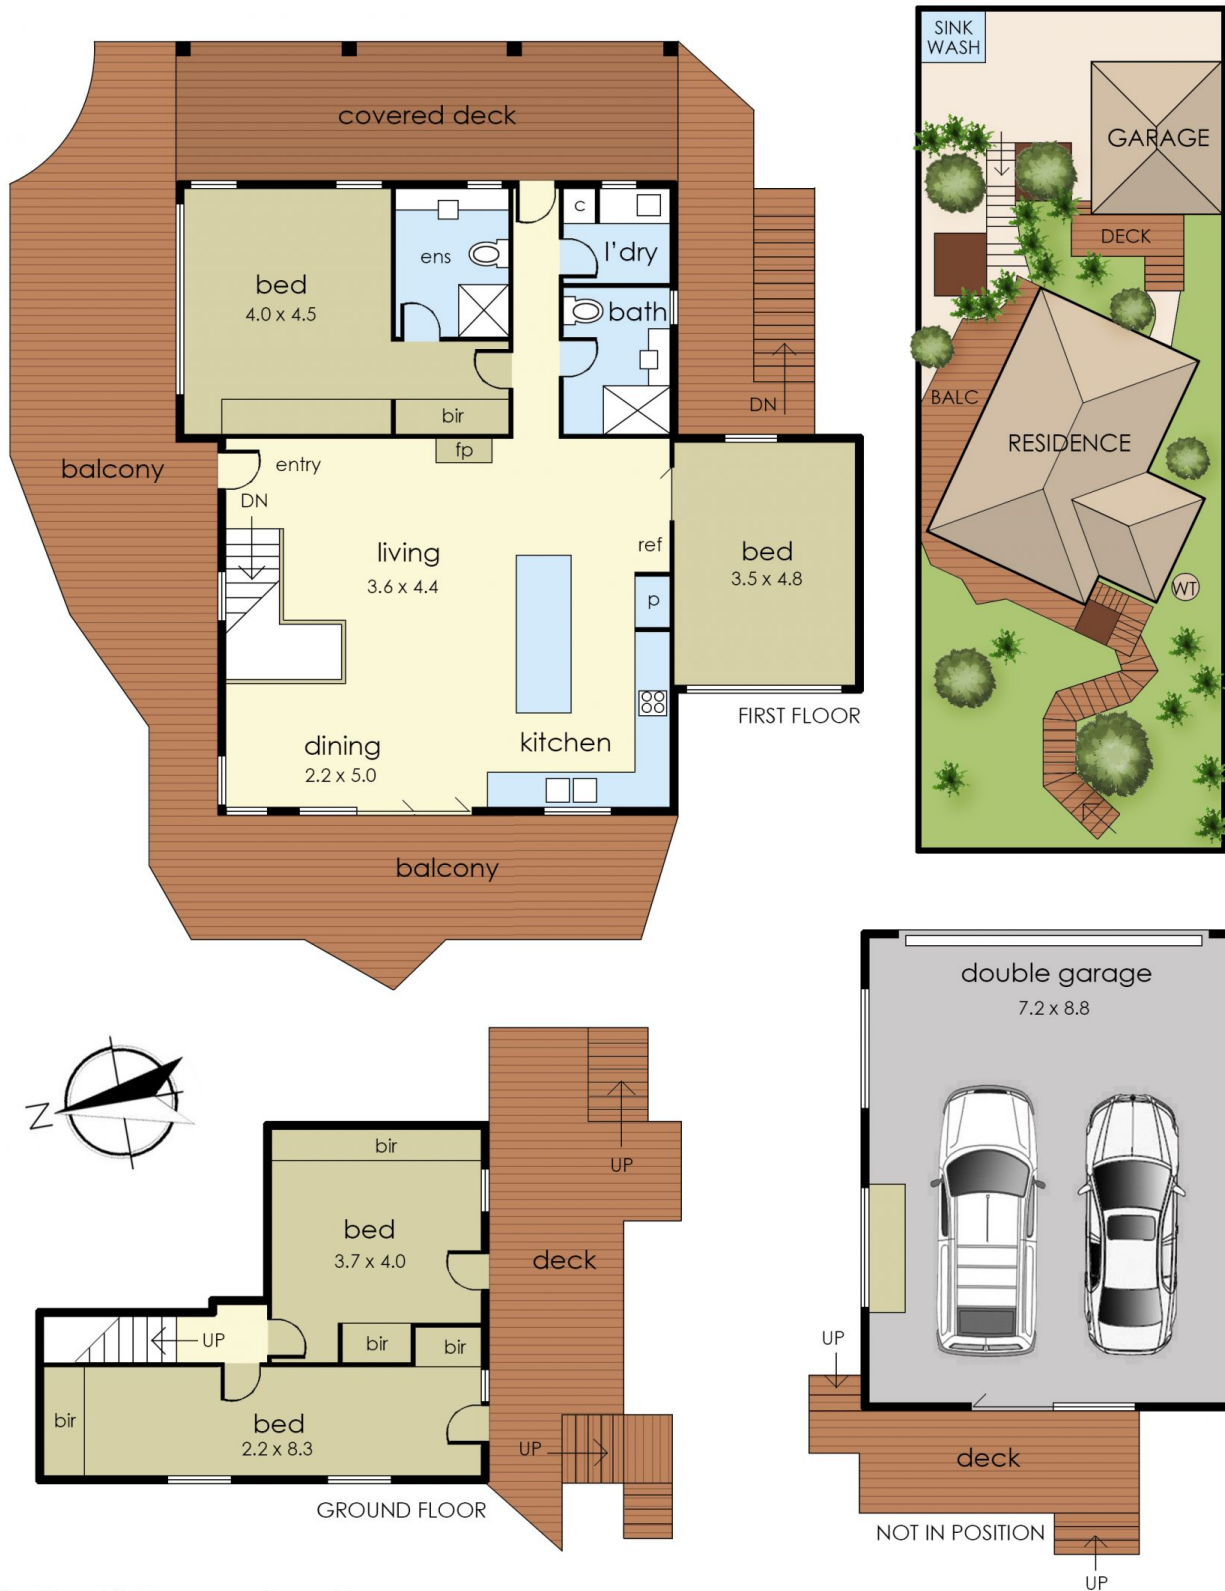 SINK
WASH
GARAGE
DECK
BALC
RESIDENCE
WT
covered deck
bed
4.0 x 4.5
ens
c
l'dry
bath
bir
DN
balcony
entry
fp
DN
living
3.6 x 4.4
ref
p
bed
3.5 x 4.8
FIRST FLOOR
dining
2.2 x 5.0
kitchen
balcony
double garage
7.2 x 8.8
Z
bir
bed
3.7 x 4.0
UP
deck
UP
bir
bir
bir
bed
2.2 x 8.3
UP
GROUND FLOOR
UP
deck
NOT IN POSITION
UP